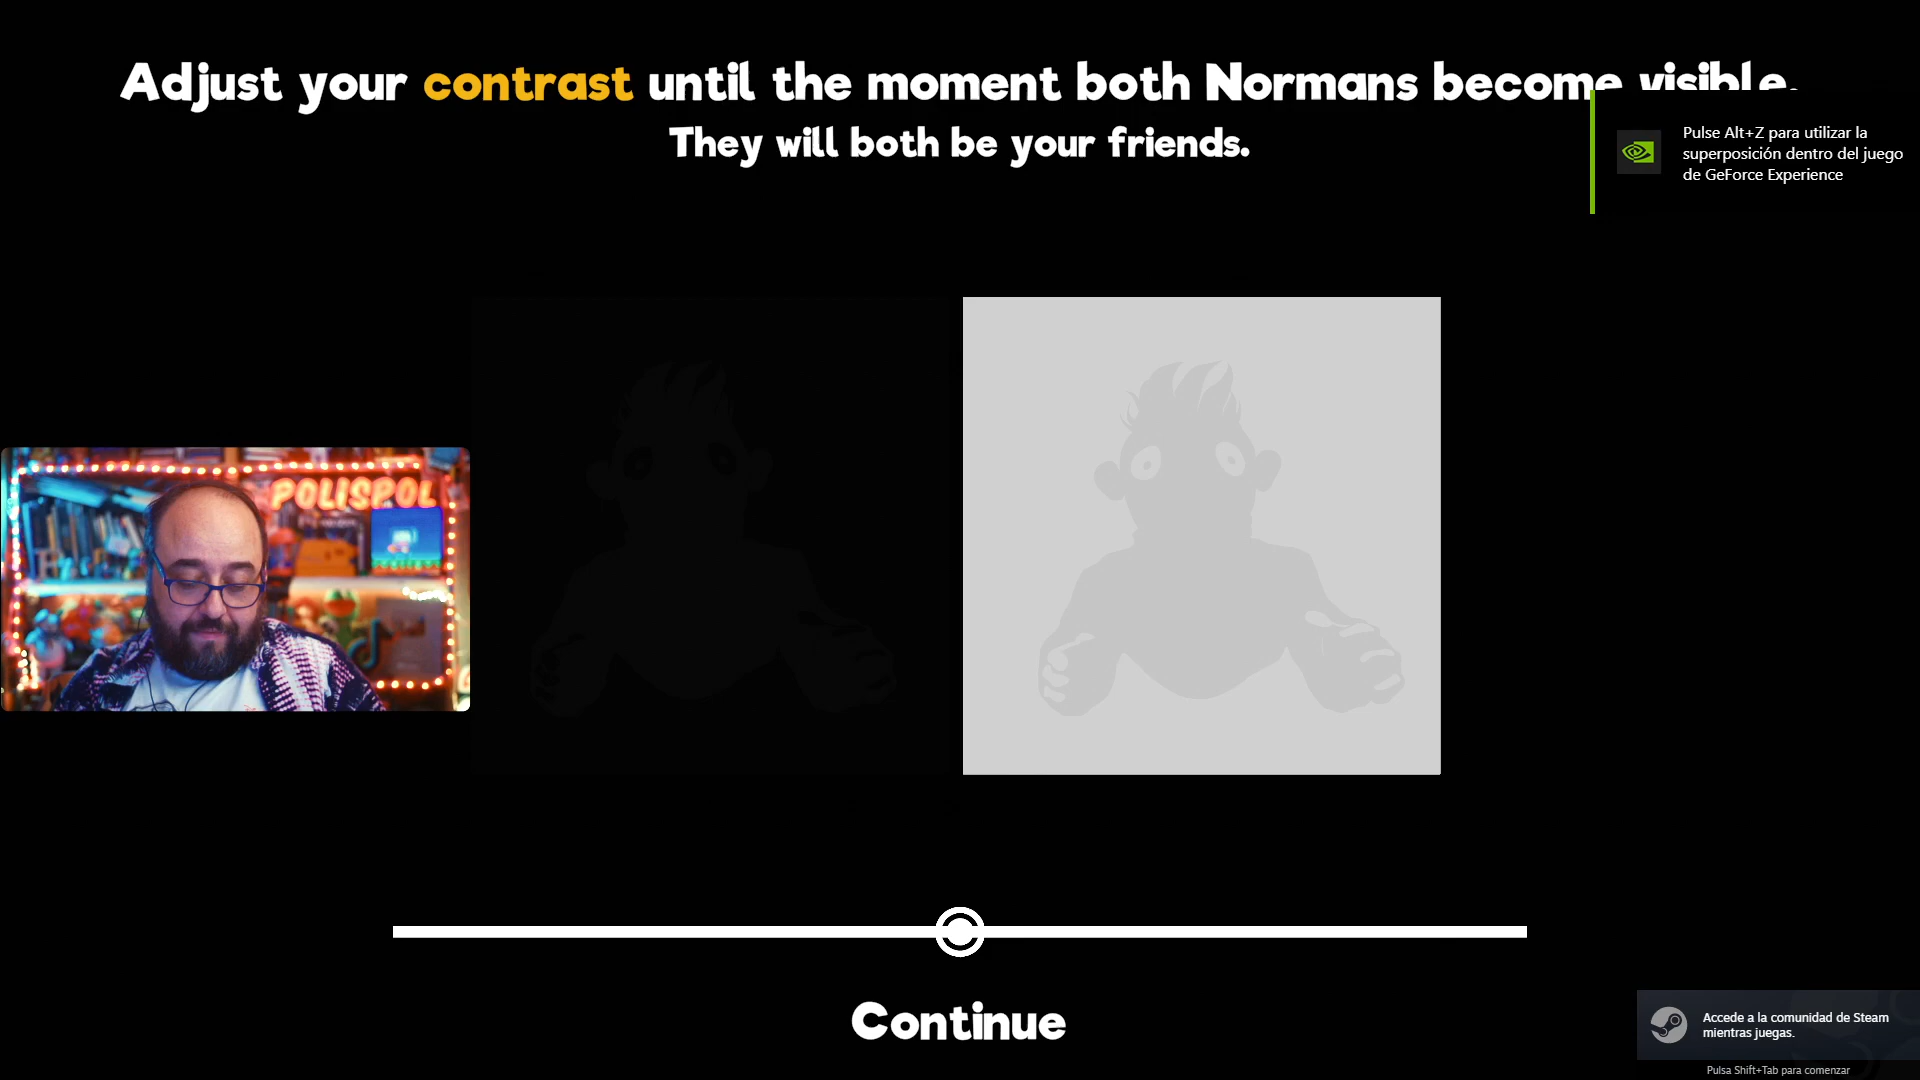 Adjust your contrast until the moment both Normans become visible.
They will both be your friends.
Pulse Alt+Z para utilizar la
superposición dentro del juego
de GeForce Experience
POLISPOL
Continue
Accede a la comunidad de Steam
mientras juegas.
Pulsa Shift+Tab para comenzar